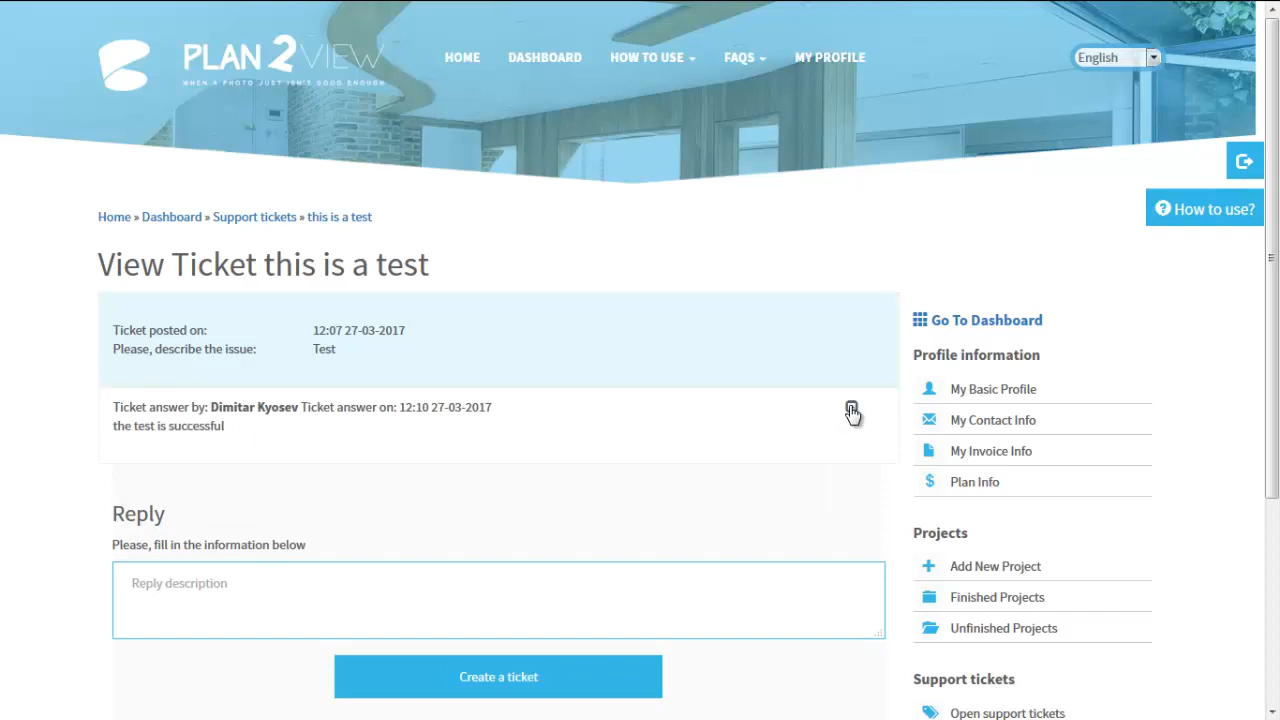 PLAN 2 VIEW
WHEN A PHOTO JUST ISN'T GOOD ENOUGH
HOME DASHBOARD HOW TO USE FAQS MY PROFILE
English
How to use?
Home » Dashboard » Support tickets » this is a test
View Ticket this is a test
Ticket posted on: 12:07 27-03-2017
Please, describe the issue: Test
Ticket answer by: Dimitar Kyosev Ticket answer on: 12:10 27-03-2017
the test is successful
Reply
Please, fill in the information below
Reply description
Create a ticket
Go To Dashboard
Profile information
My Basic Profile
My Contact Info
My Invoice Info
Plan Info
Projects
Add New Project
Finished Projects
Unfinished Projects
Support tickets
Open support tickets